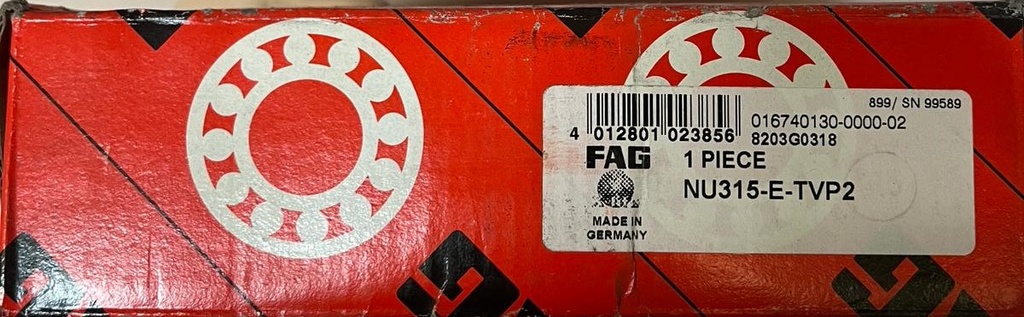 899/ SN 99589
016740130-0000-02
4 012801 023856
8203G0318
FAG 1 PIECE
NU315-E-TVP2
MADE IN
GERMANY